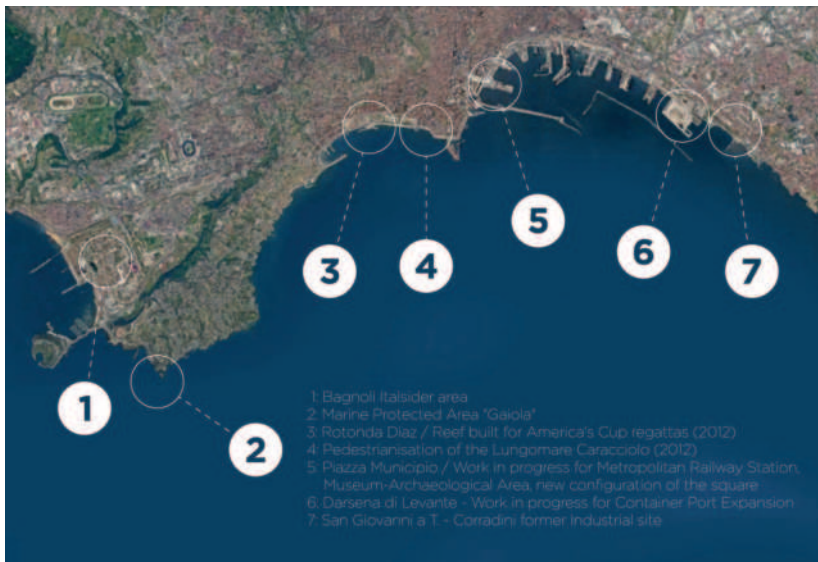 3
4
5
6
7
1
2
1: Bagnoli Italsider area
2: Marine Protected Area "Gaiola"
3: Rotonda Diaz / Reef built for America's Cup regattas (2012)
4: Pedestrianisation of the Lungomare Caracciolo (2012)
5: Piazza Municipio / Work in progress for Metropolitan Railway Station,
Museum-Archaeological Area, new configuration of the square
6: Darsena di Levante - Work in progress for Container Port Expansion
7: San Giovanni a T. - Corradini former Industrial site